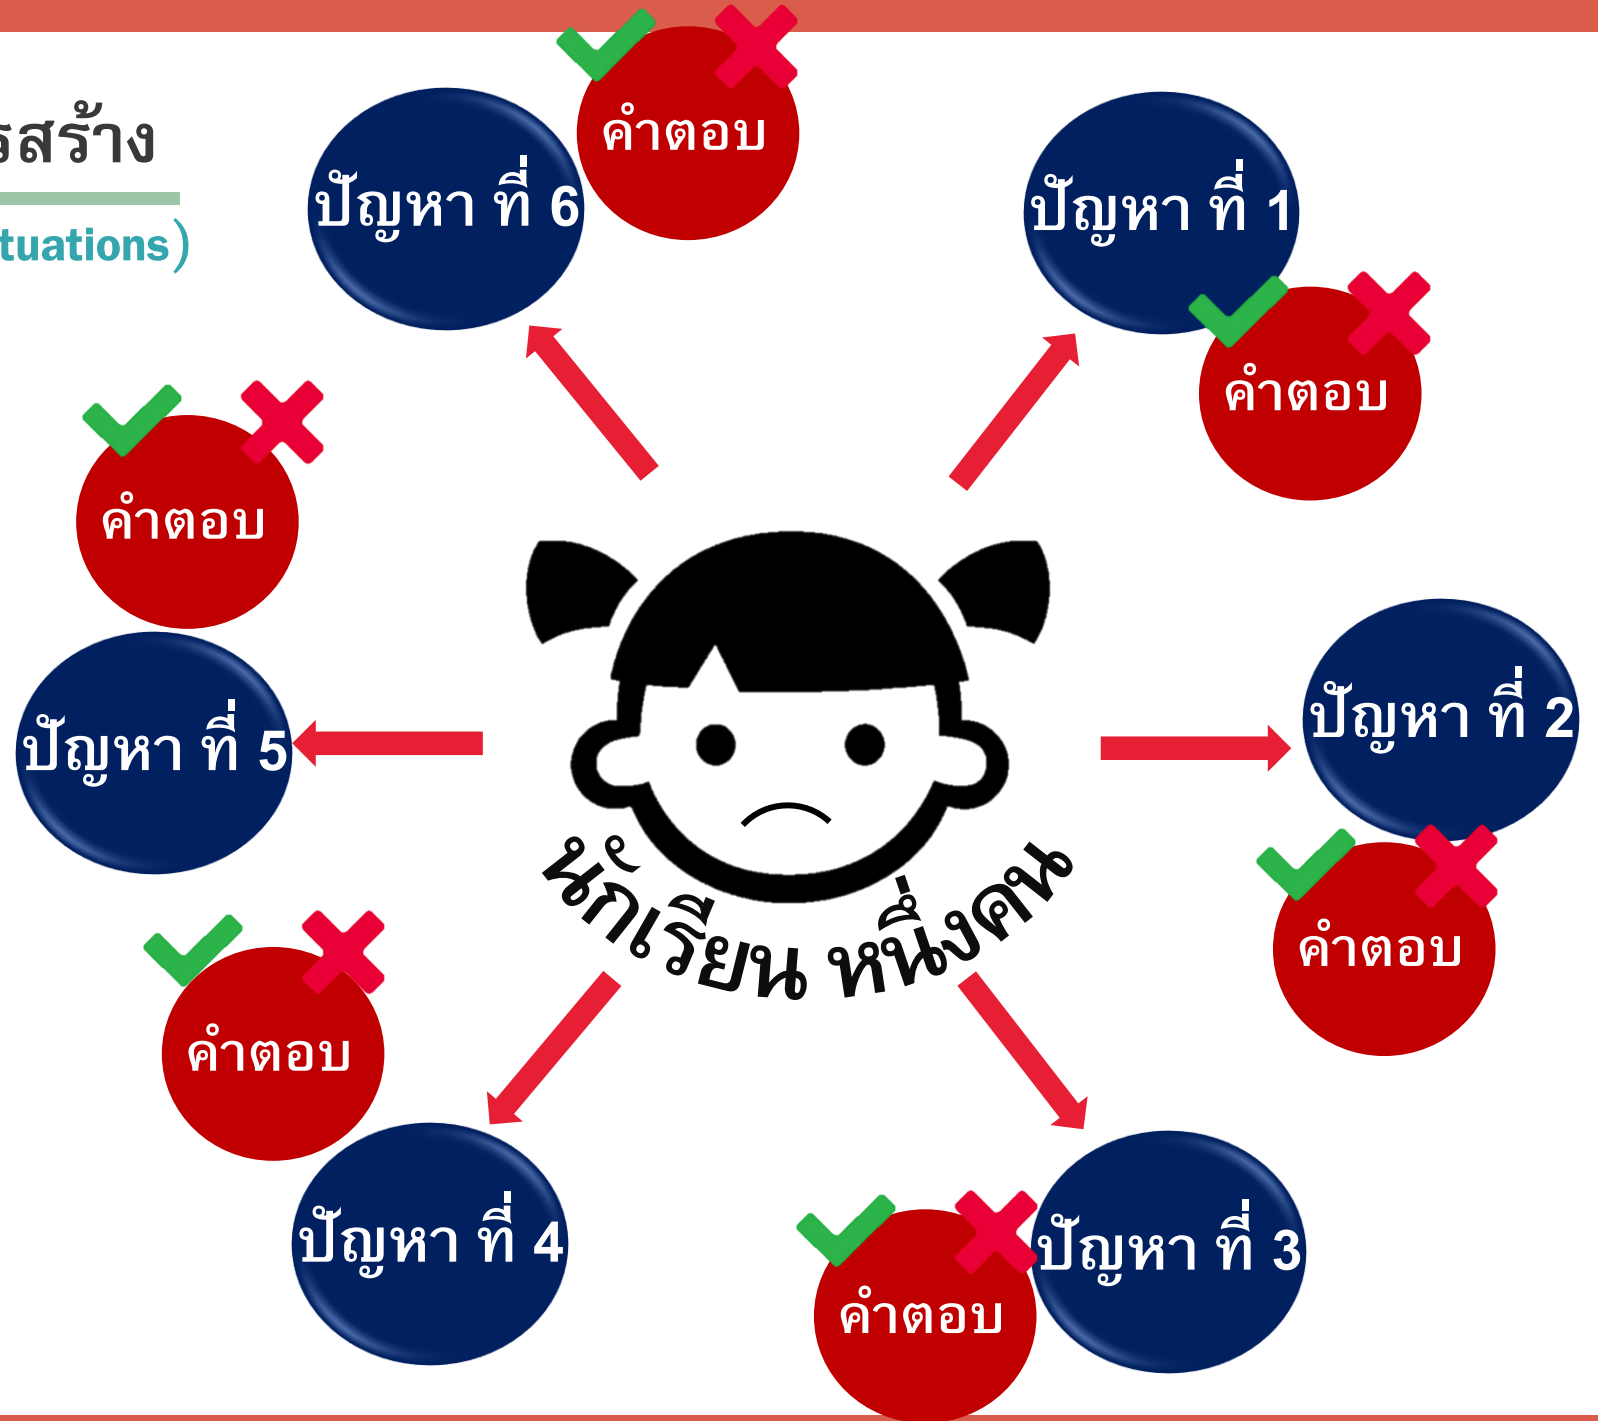 รสร้าง
tuations)
คำตอบ
ปัญหา ที่ 6
ปัญหา ที่ 1
คำตอบ
คำตอบ
ปัญหา ที่ 5
ปัญหา ที่ 2
คำตอบ
นักเรียน หนึ่งคน
คำตอบ
ปัญหา ที่ 4
ปัญหา ที่ 3
คำตอบ